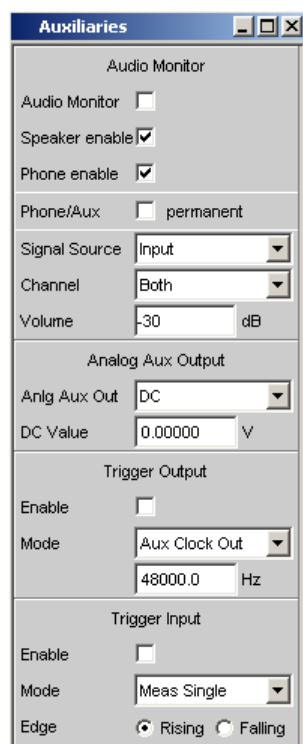 Auxiliaries
Audio Monitor
Audio Monitor
Speaker enable
Phone enable
Phone/Aux permanent
Signal Source Input
Channel Both
Volume -30 dB
Analog Aux Output
Anlg Aux Out DC
DC Value 0.00000 V
Trigger Output
Enable
Mode Aux Clock Out
48000.0 Hz
Trigger Input
Enable
Mode Meas Single
Edge Rising Falling